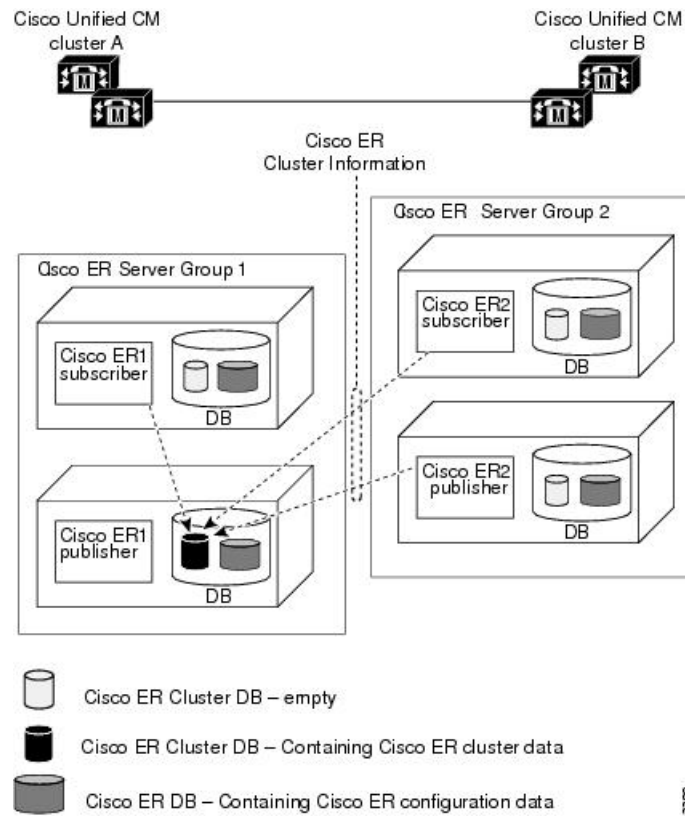 Cisco Unified CM
cluster A
Cisco Unified CM
cluster B
M
M
M
M
Cisco ER
Cluster Information
Cisco ER Server Group 1
Cisco ER Server Group 2
Cisco ER1
subscriber
DB
Cisco ER1
publisher
DB
Cisco ER2
subscriber
DB
Cisco ER2
publisher
DB
Cisco ER Cluster DB – empty
Cisco ER Cluster DB – Containing Cisco ER cluster data
Cisco ER DB – Containing Cisco ER configuration data